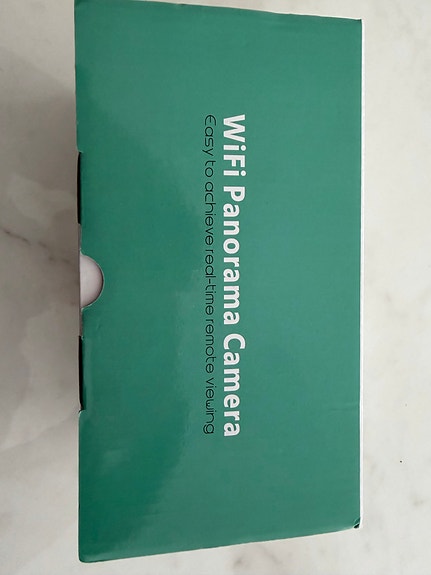 WiFi Panorama Camera
Easy to achieve real-time remote viewing